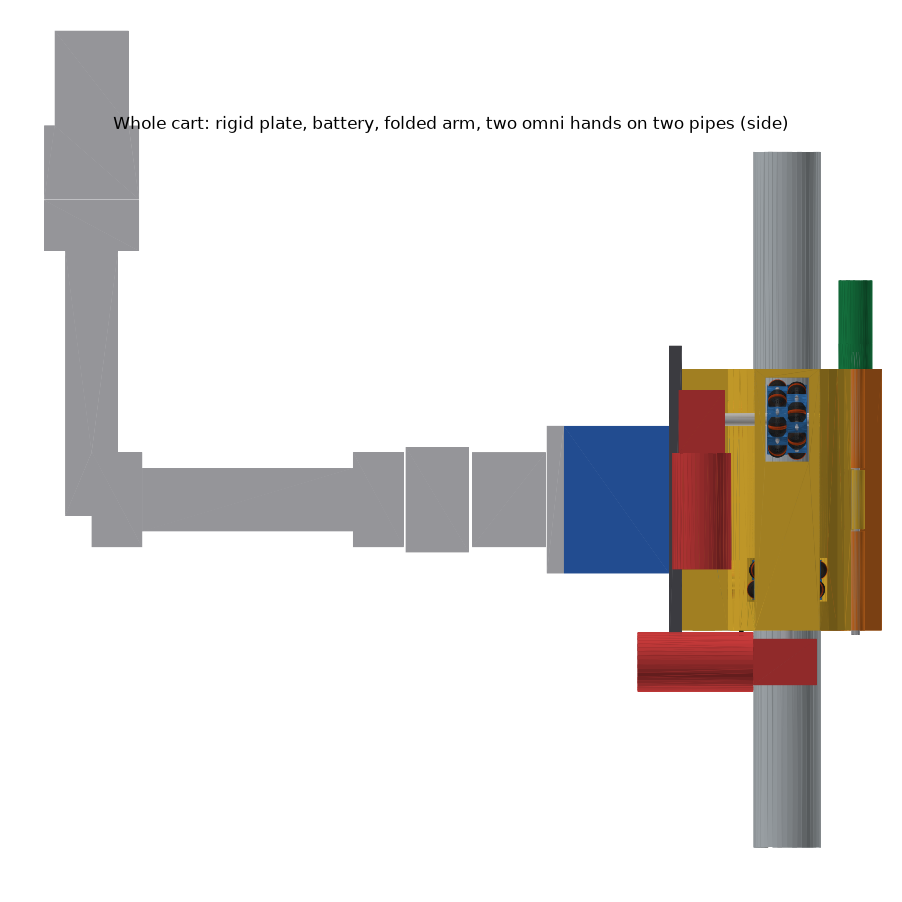 Whole cart: rigid plate, battery, folded arm, two omni hands on two pipes (side)